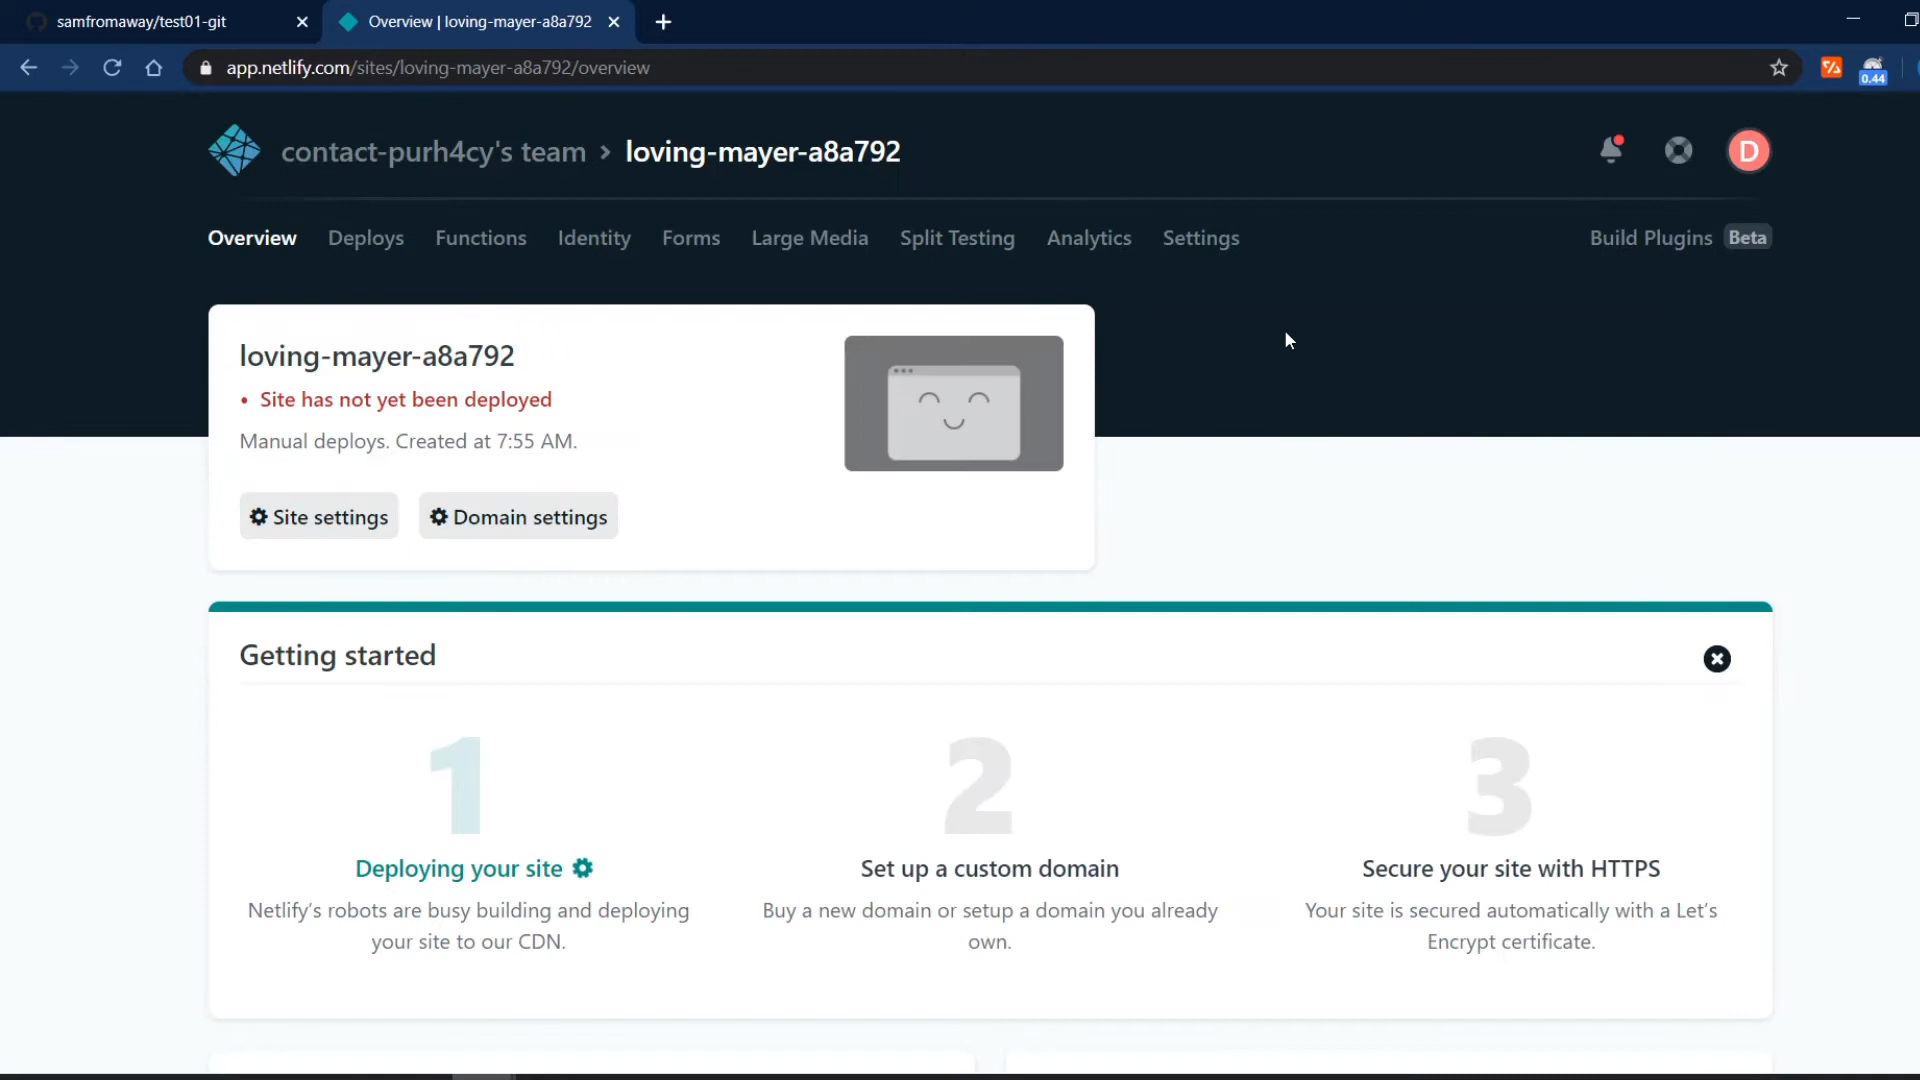 samfromaway/test01-git
Overview | loving-mayer-a8a792
app.netlify.com/sites/loving-mayer-a8a792/overview
0.44
contact-purh4cy's team > loving-mayer-a8a792
D
Overview Deploys Functions Identity Forms Large Media Split Testing Analytics Settings Build Plugins Beta
loving-mayer-a8a792
• Site has not yet been deployed
Manual deploys. Created at 7:55 AM.
Site settings Domain settings
Getting started
1
Deploying your site
Netlify's robots are busy building and deploying
your site to our CDN.
2
Set up a custom domain
Buy a new domain or setup a domain you already
own.
3
Secure your site with HTTPS
Your site is secured automatically with a Let's
Encrypt certificate.